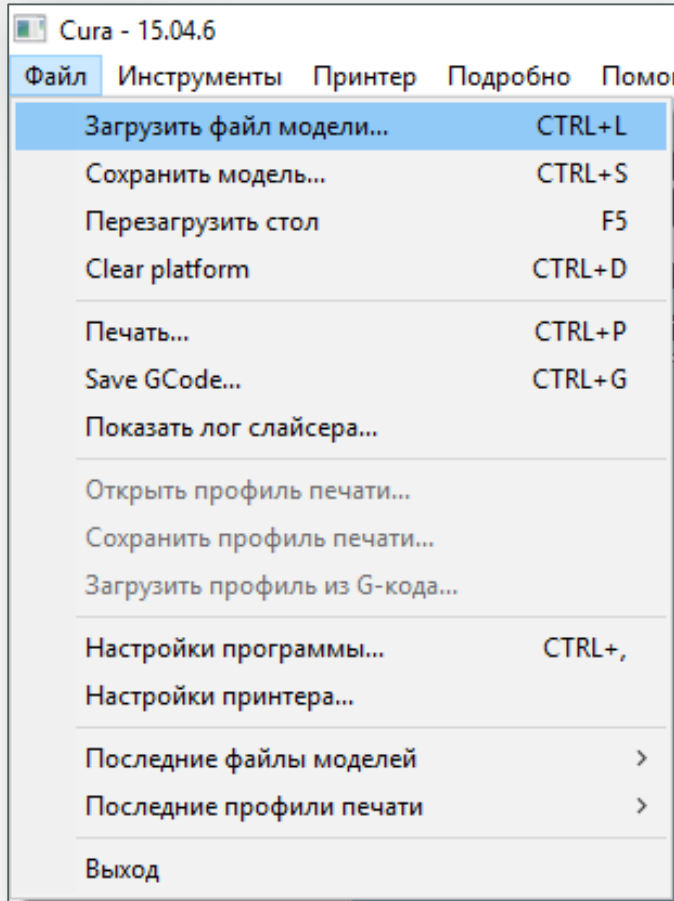 Cura - 15.04.6
Файл Инструменты Принтер Подробно
Загрузить файл модели... CTRL+L
Сохранить модель... CTRL+S
Перезагрузить стол F5
Clear platform CTRL+D
Печать... CTRL+P
Save GCode... CTRL+G
Показать лог слайсера...
Открыть профиль печати...
Сохранить профиль печати...
Загрузить профиль из G-кода...
Настройки программы... CTRL+,
Настройки принтера...
Последние файлы моделей >
Последние профили печати >
Выход